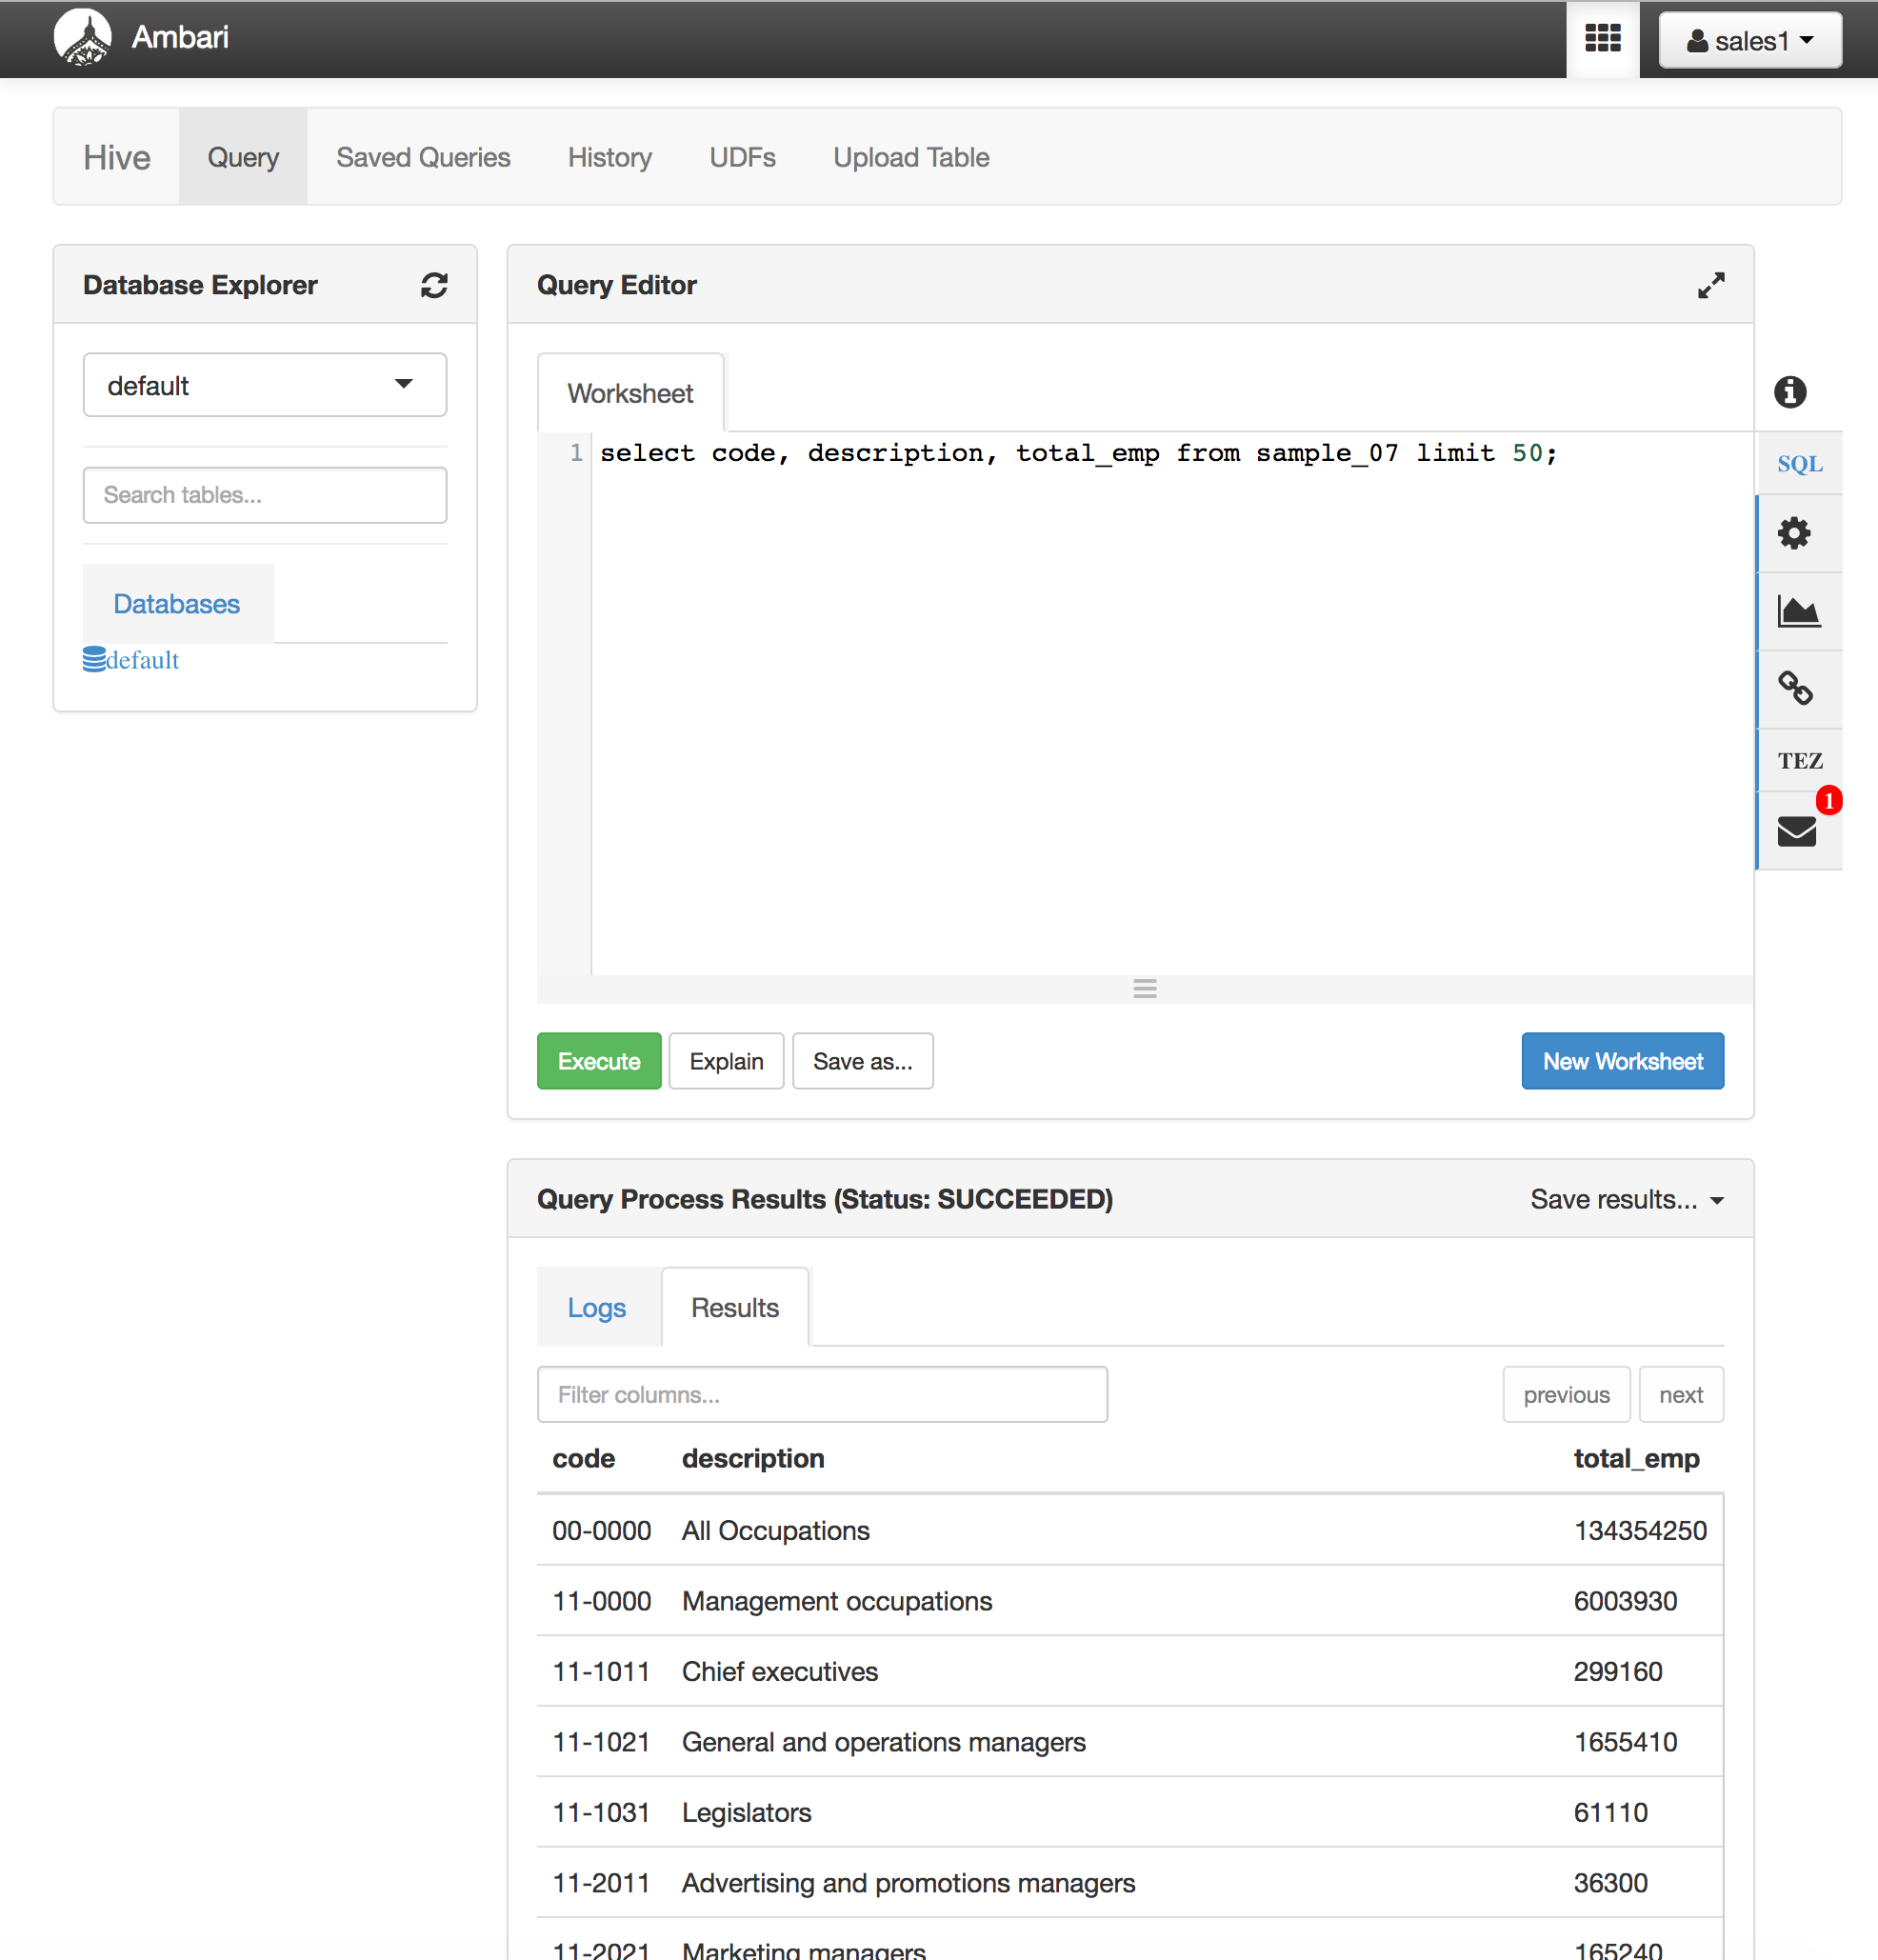 Ambari
sales1
Hive Query Saved Queries History UDFs Upload Table
Database Explorer
default
Search tables...
Databases
default
Query Editor
Worksheet
1 select code, description, total_emp from sample_07 limit 50;
SQL
TEZ
1
Execute Explain Save as... New Worksheet
Query Process Results (Status: SUCCEEDED) Save results...
Logs Results
Filter columns... previous next
code description total_emp
00-0000 All Occupations 134354250
11-0000 Management occupations 6003930
11-1011 Chief executives 299160
11-1021 General and operations managers 1655410
11-1031 Legislators 61110
11-2011 Advertising and promotions managers 36300
11-2021 Marketing managers 165240